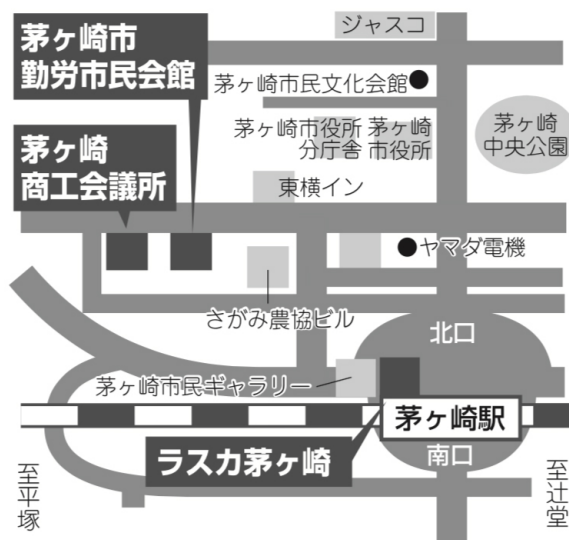 ジャスコ
茅ヶ崎市
勤労市民会館
茅ヶ崎市民文化会館
茅ヶ崎市役所
分庁舎
茅ヶ崎
市役所
茅ヶ崎
中央公園
茅ヶ崎
商工会議所
東横イン
ヤマダ電機
さがみ農協ビル
北口
茅ヶ崎市民ギャラリー
茅ヶ崎駅
ラスカ茅ヶ崎
南口
至平塚
至辻堂